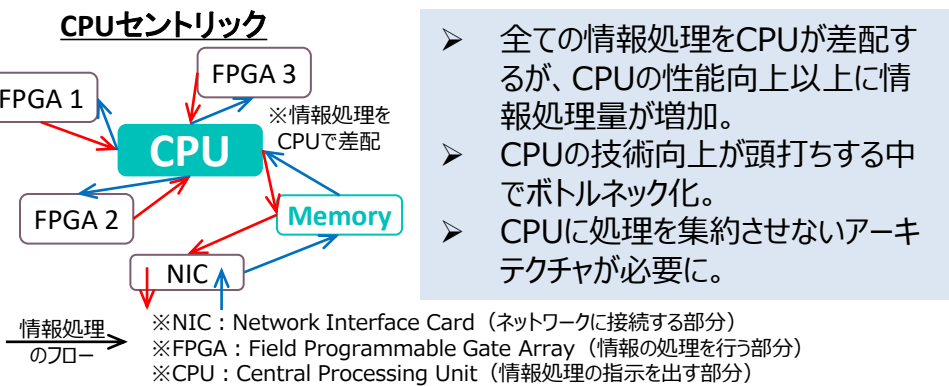 CPUセントリック
FPGA 3
FPGA 1
※情報処理を
CPUで差配
CPU
FPGA 2
Memory
NIC
情報処理
のフロー
➢ 全ての情報処理をCPUが差配す
るが、CPUの性能向上以上に情
報処理量が増加。
➢ CPUの技術向上が頭打ちする中
でボトルネック化。
➢ CPUに処理を集約させないアーキ
テクチャが必要に。
※NIC：Network Interface Card（ネットワークに接続する部分）
※FPGA：Field Programmable Gate Array（情報の処理を行う部分）
※CPU：Central Processing Unit（情報処理の指示を出す部分）